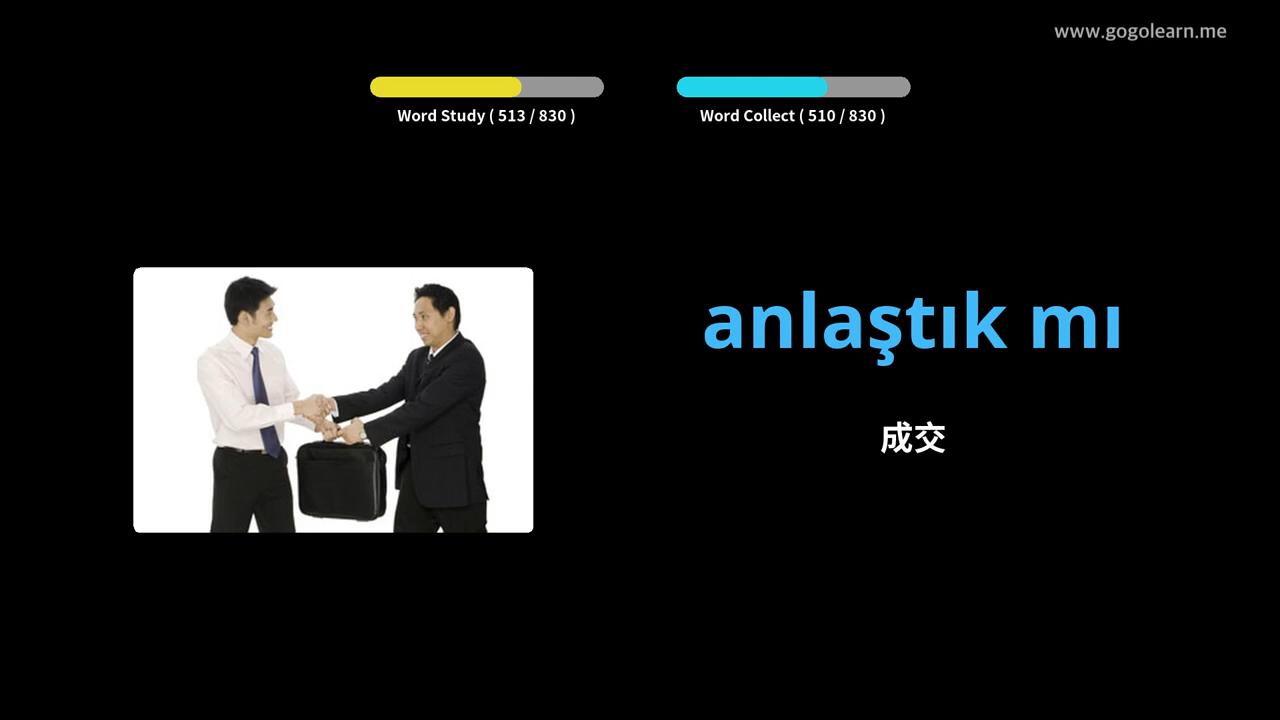 www.gogolearn.me
Word Study ( 513 / 830 )
Word Collect ( 510 / 830 )
anlaştık mı
成交